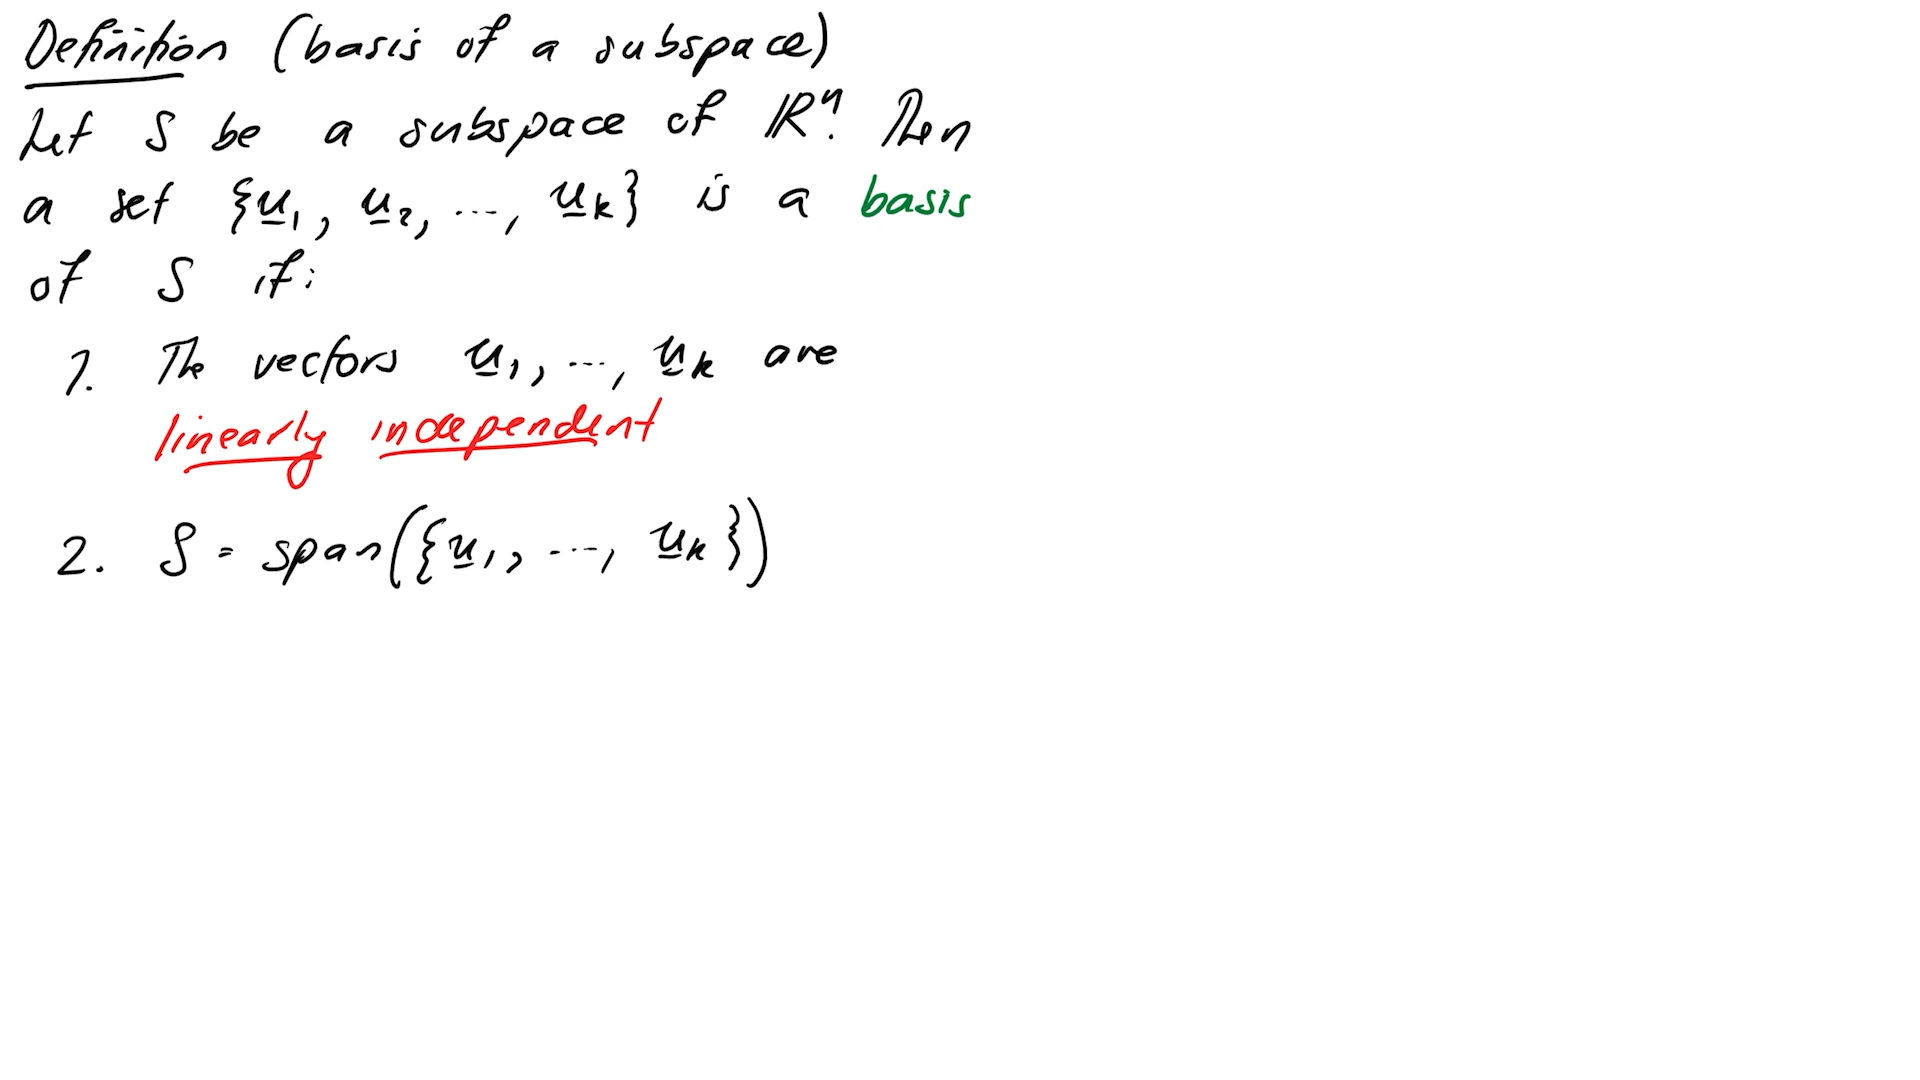 Definition (basis of a subspace)
Let S be a subspace of ℝⁿ. Then
a set {u₁, u₂, ..., uₖ} is a basis
of S if:
1. The vectors u₁, ..., uₖ are
linearly independent
2. S = span({u₁, ..., uₖ})